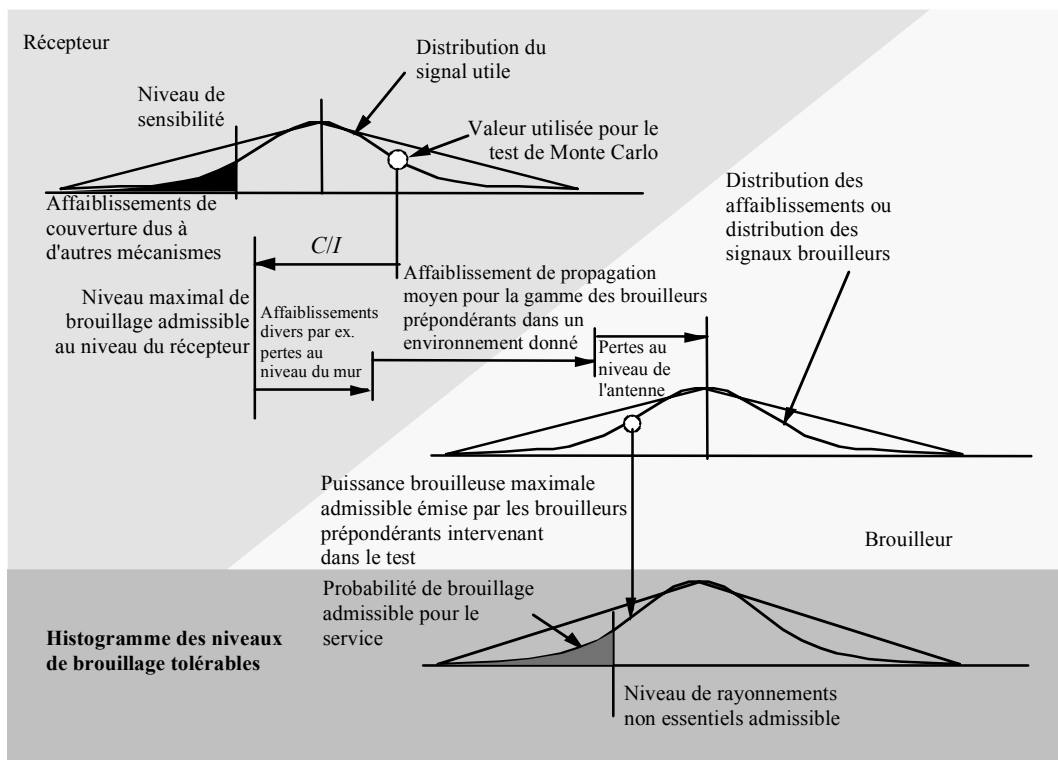 Récepteur
Distribution du
signal utile
Niveau de
sensibilité
Valeur utilisée pour le
test de Monte Carlo
Affaiblissements de
couverture dus à
d'autres mécanismes
Distribution des
affaiblissements ou
distribution des
signaux brouilleurs
C/I
Niveau maximal de
brouillage admissible
au niveau du récepteur
Affaiblissements
divers par ex.
pertes au
niveau du mur
Affaiblissement de propagation
moyen pour la gamme des brouilleurs
prépondérants dans un
environnement donné
Pertes au
niveau de
l'antenne
Puissance brouilleuse maximale
admissible émise par les brouilleurs
prépondérants intervenant
dans le test
Brouilleur
Probabilité de brouillage
admissible pour le
service
Histogramme des niveaux
de brouillage tolérables
Niveau de rayonnements
non essentiels admissible